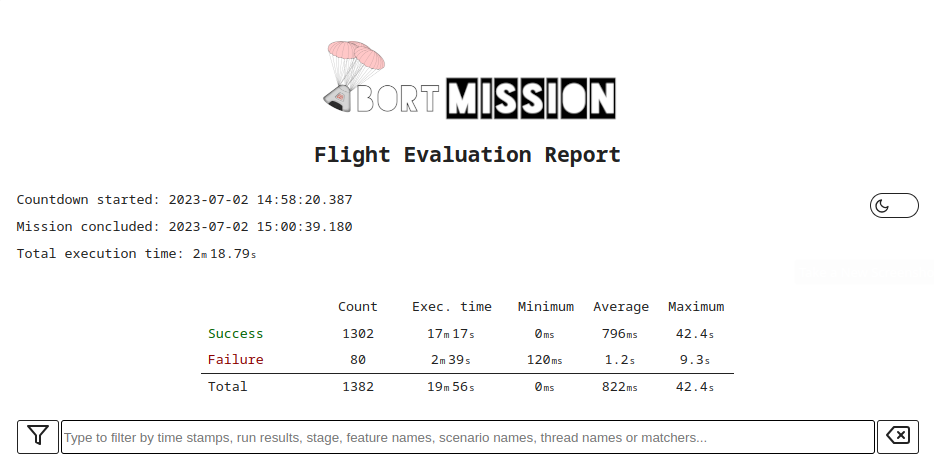 BORT MISSION
Flight Evaluation Report
Countdown started: 2023-07-02 14:58:20.387
Mission concluded: 2023-07-02 15:00:39.180
Total execution time: 2m 18.79s
Count Exec. time Minimum Average Maximum
Success 1302 17m 17s 0ms 796ms 42.4s
Failure 80 2m 39s 120ms 1.2s 9.3s
Total 1382 19m 56s 0ms 822ms 42.4s
Type to filter by time stamps, run results, stage, feature names, scenario names, thread names or matchers...